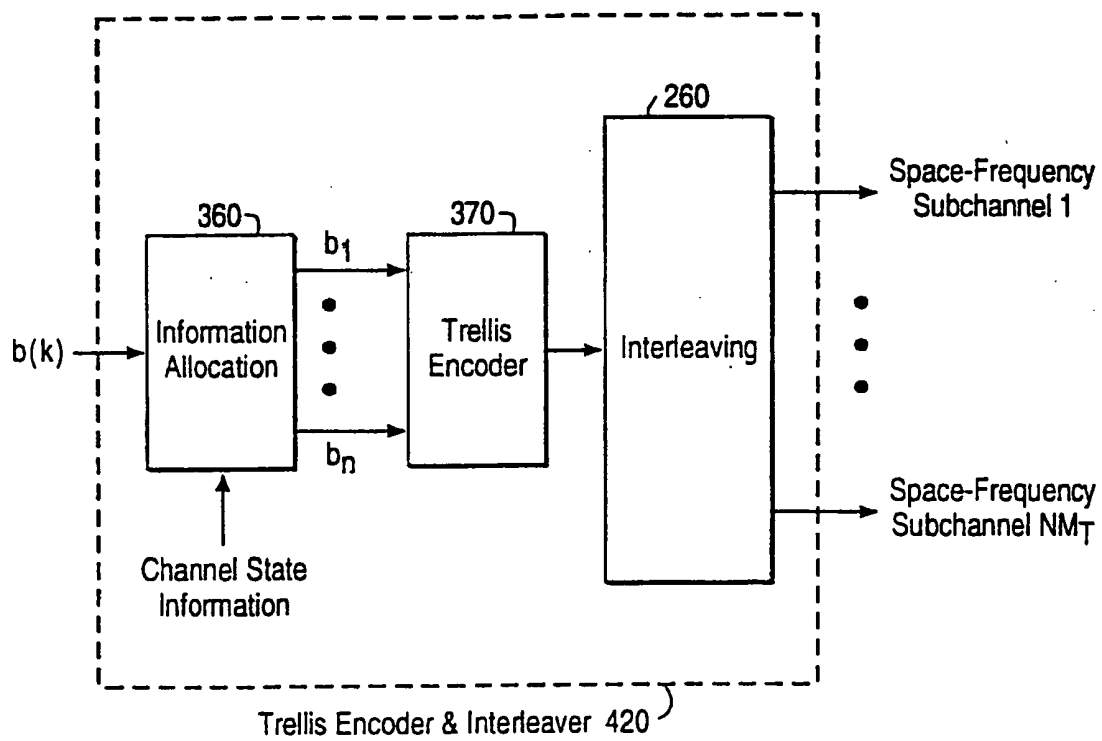 260
Space-Frequency
Subchannel 1
360
370
b1
Information
Allocation
b(k)
Trellis
Encoder
Interleaving
bn
Space-Frequency
Subchannel NMT
Channel State
Information
Trellis Encoder & Interleaver 420